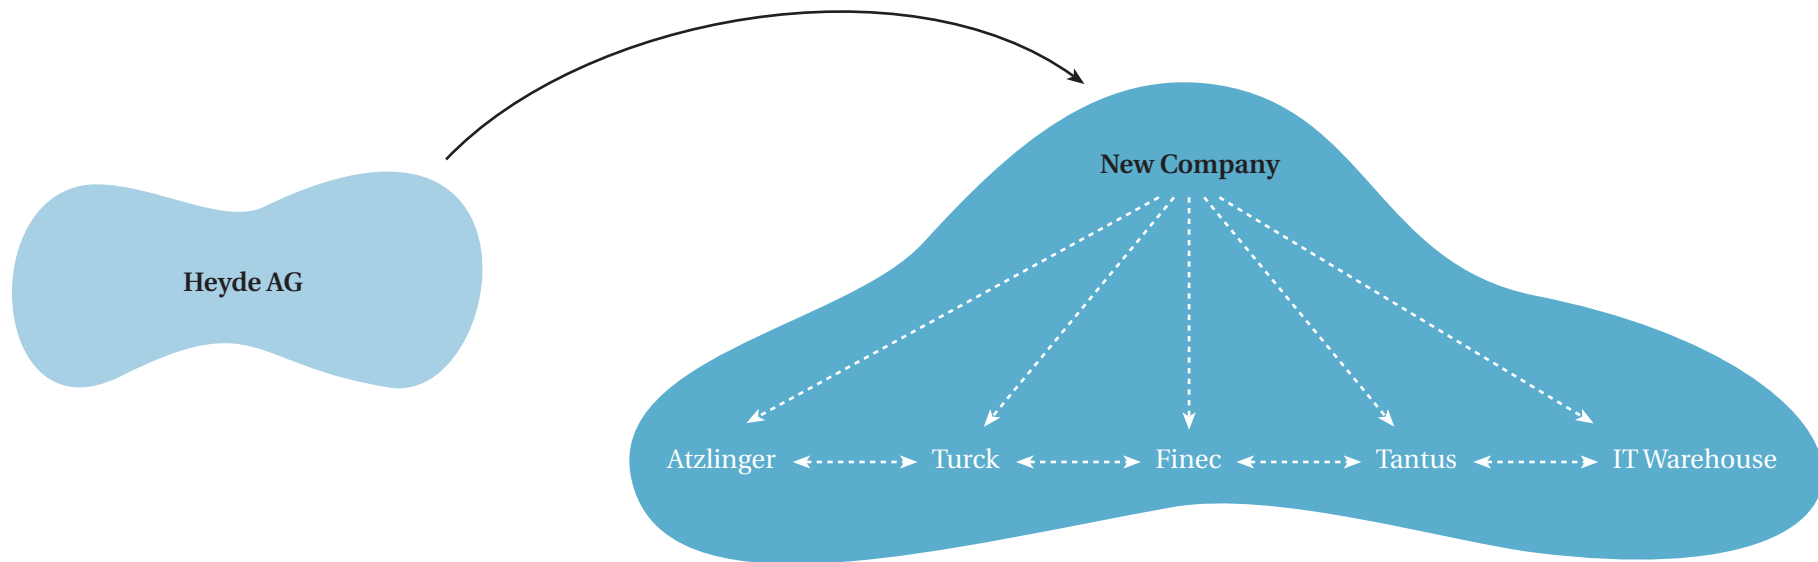 New Company
Heyde AG
Atzlinger
Turck
Finec
Tantus
IT Warehouse